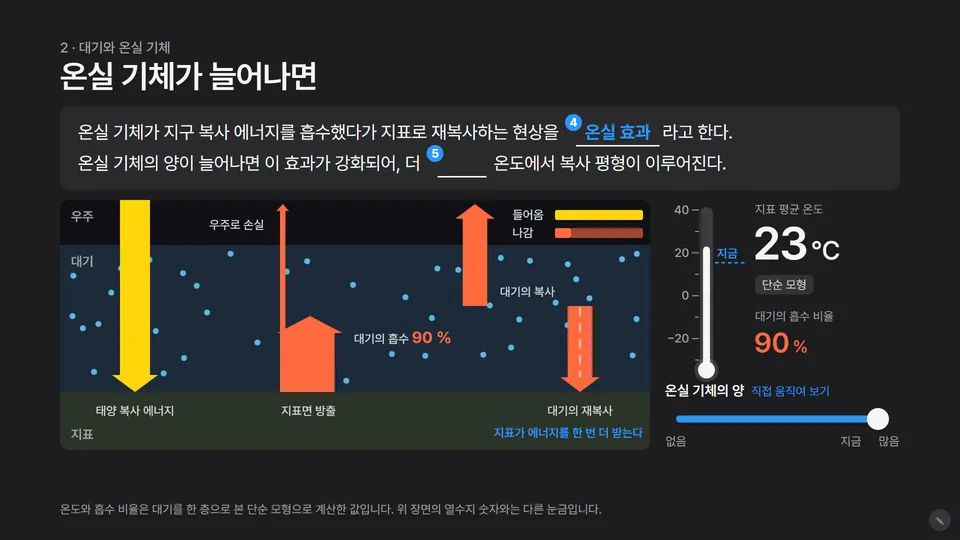 2 · 대기와 온실 기체
온실 기체가 늘어나면
온실 기체가 지구 복사 에너지를 흡수했다가 지표로 재복사하는 현상을 4 온실 효과 라고 한다.
온실 기체의 양이 늘어나면 이 효과가 강화되어, 더 5 ____ 온도에서 복사 평형이 이루어진다.
우주
우주로 손실
들어옴
나감
대기
대기의 복사
대기의 흡수 90 %
태양 복사 에너지
지표면 방출
대기의 재복사
지표
지표가 에너지를 한 번 더 받는다
40
20
0
−20
지금
지표 평균 온도
23 °C
단순 모형
대기의 흡수 비율
90 %
온실 기체의 양 직접 움직여 보기
없음 지금 많음
온도와 흡수 비율은 대기를 한 층으로 본 단순 모형으로 계산한 값입니다. 위 장면의 열수지 숫자와는 다른 눈금입니다.